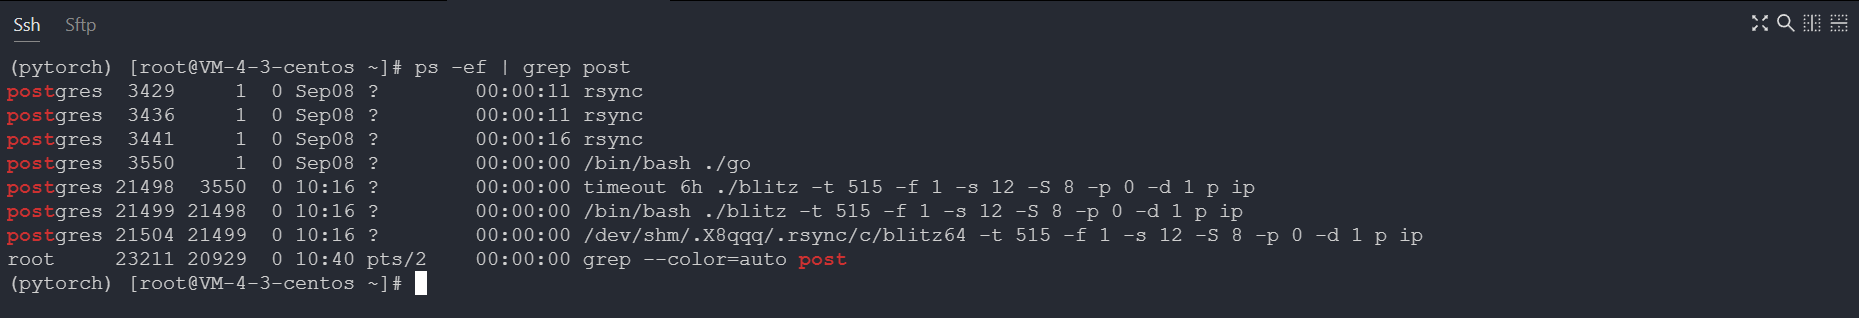 Ssh Sftp
(pytorch) [root@VM-4-3-centos ~]# ps -ef | grep post
postgres  3429     1  0 Sep08 ?        00:00:11 rsync
postgres  3436     1  0 Sep08 ?        00:00:11 rsync
postgres  3441     1  0 Sep08 ?        00:00:16 rsync
postgres  3550     1  0 Sep08 ?        00:00:00 /bin/bash ./go
postgres 21498  3550  0 10:16 ?        00:00:00 timeout 6h ./blitz -t 515 -f 1 -s 12 -S 8 -p 0 -d 1 p ip
postgres 21499 21498  0 10:16 ?        00:00:00 /bin/bash ./blitz -t 515 -f 1 -s 12 -S 8 -p 0 -d 1 p ip
postgres 21504 21499  0 10:16 ?        00:00:00 /dev/shm/.X8qqq/.rsync/c/blitz64 -t 515 -f 1 -s 12 -S 8 -p 0 -d 1 p ip
root     23211 20929  0 10:40 pts/2    00:00:00 grep --color=auto post
(pytorch) [root@VM-4-3-centos ~]#